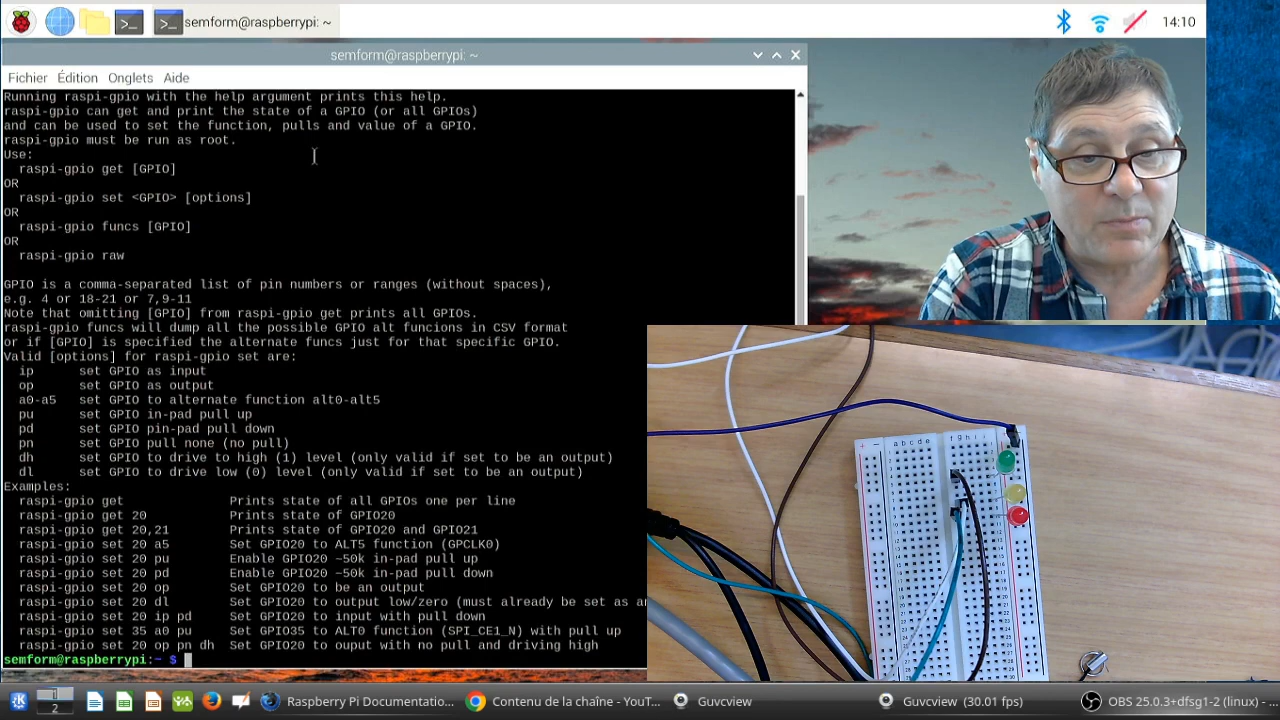 semform@raspberrypi: ~
14:10
semform@raspberrypi: ~
Fichier Édition Onglets Aide
Running raspi-gpio with the help argument prints this help.
raspi-gpio can get and print the state of a GPIO (or all GPIOs)
and can be used to set the function, pulls and value of a GPIO.
raspi-gpio must be run as root.
Use:
raspi-gpio get [GPIO]
OR
raspi-gpio set <GPIO> [options]
OR
raspi-gpio funcs [GPIO]
OR
raspi-gpio raw
GPIO is a comma-separated list of pin numbers or ranges (without spaces),
e.g. 4 or 18-21 or 7,9-11
Note that omitting [GPIO] from raspi-gpio get prints all GPIOs.
raspi-gpio funcs will dump all the possible GPIO alt funcions in CSV format
or if [GPIO] is specified the alternate funcs just for that specific GPIO.
Valid [options] for raspi-gpio set are:
ip set GPIO as input
op set GPIO as output
a0-a5 set GPIO to alternate function alt0-alt5
pu set GPIO in-pad pull up
pd set GPIO pin-pad pull down
pn set GPIO pull none (no pull)
dh set GPIO to drive to high (1) level (only valid if set to be an output)
dl set GPIO to drive low (0) level (only valid if set to be an output)
Examples:
raspi-gpio get Prints state of all GPIOs one per line
raspi-gpio get 20 Prints state of GPIO20
raspi-gpio get 20,21 Prints state of GPIO20 and GPIO21
raspi-gpio set 20 a5 Set GPIO20 to ALT5 function (GPCLK0)
raspi-gpio set 20 pu Enable GPIO20 ~50k in-pad pull up
raspi-gpio set 20 pd Enable GPIO20 ~50k in-pad pull down
raspi-gpio set 20 op Set GPIO20 to be an output
raspi-gpio set 20 dl Set GPIO20 to output low/zero (must already be set as
raspi-gpio set 20 ip pd Set GPIO20 to input with pull down
raspi-gpio set 35 a0 pu Set GPIO35 to ALT0 function (SPI_CE1_N) with pull up
raspi-gpio set 20 op pn dh Set GPIO20 to ouput with no pull and driving high
semform@raspberrypi:~ $
1
2
Raspberry Pi Documentatio... Contenu de la chaîne - YouT... Guvcview Guvcview (30.01 fps) OBS 25.0.3+dfsg1-2 (linux) - ...